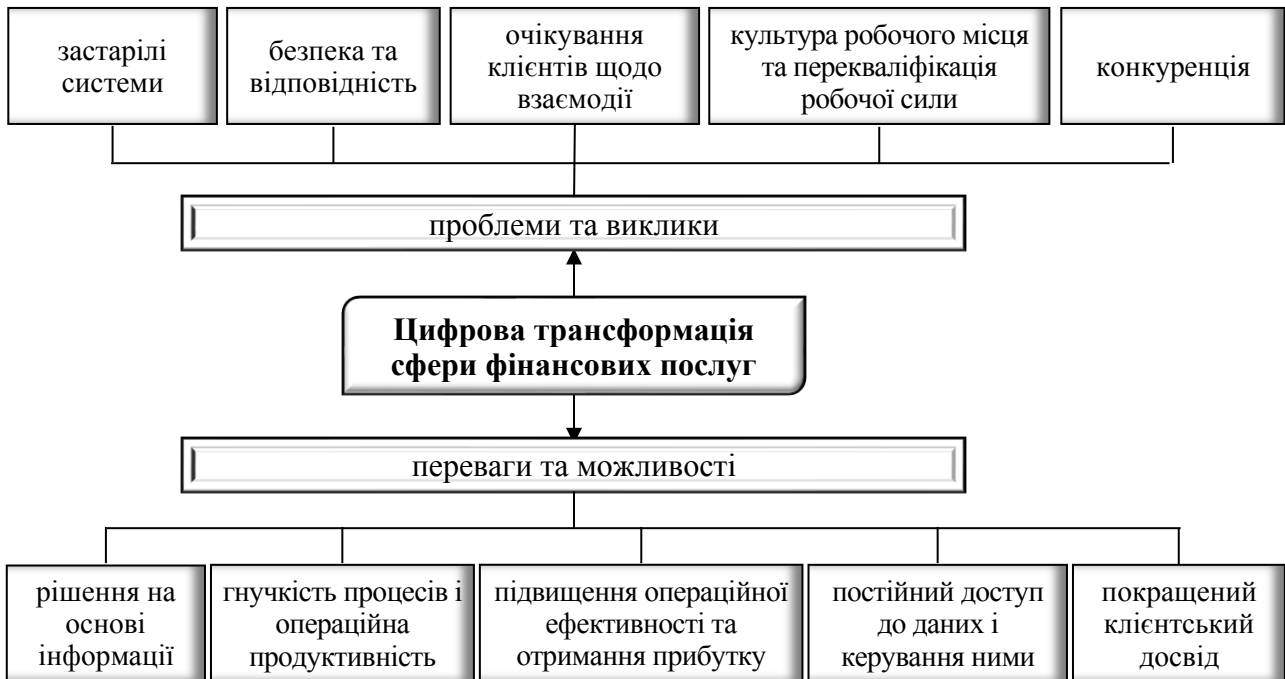 застарілі
системи
безпека та
відповідність
очікування
клієнтів щодо
взаємодії
культура робочого місця
та перекваліфікація
робочої сили
конкуренція
проблеми та виклики
Цифрова трансформація
сфери фінансових послуг
переваги та можливості
рішення на
основі
інформації
гнучкість процесів і
операційна
продуктивність
підвищення операційної
ефективності та
отримання прибутку
постійний доступ
до даних і
керування ними
покращений
клієнтський
досвід